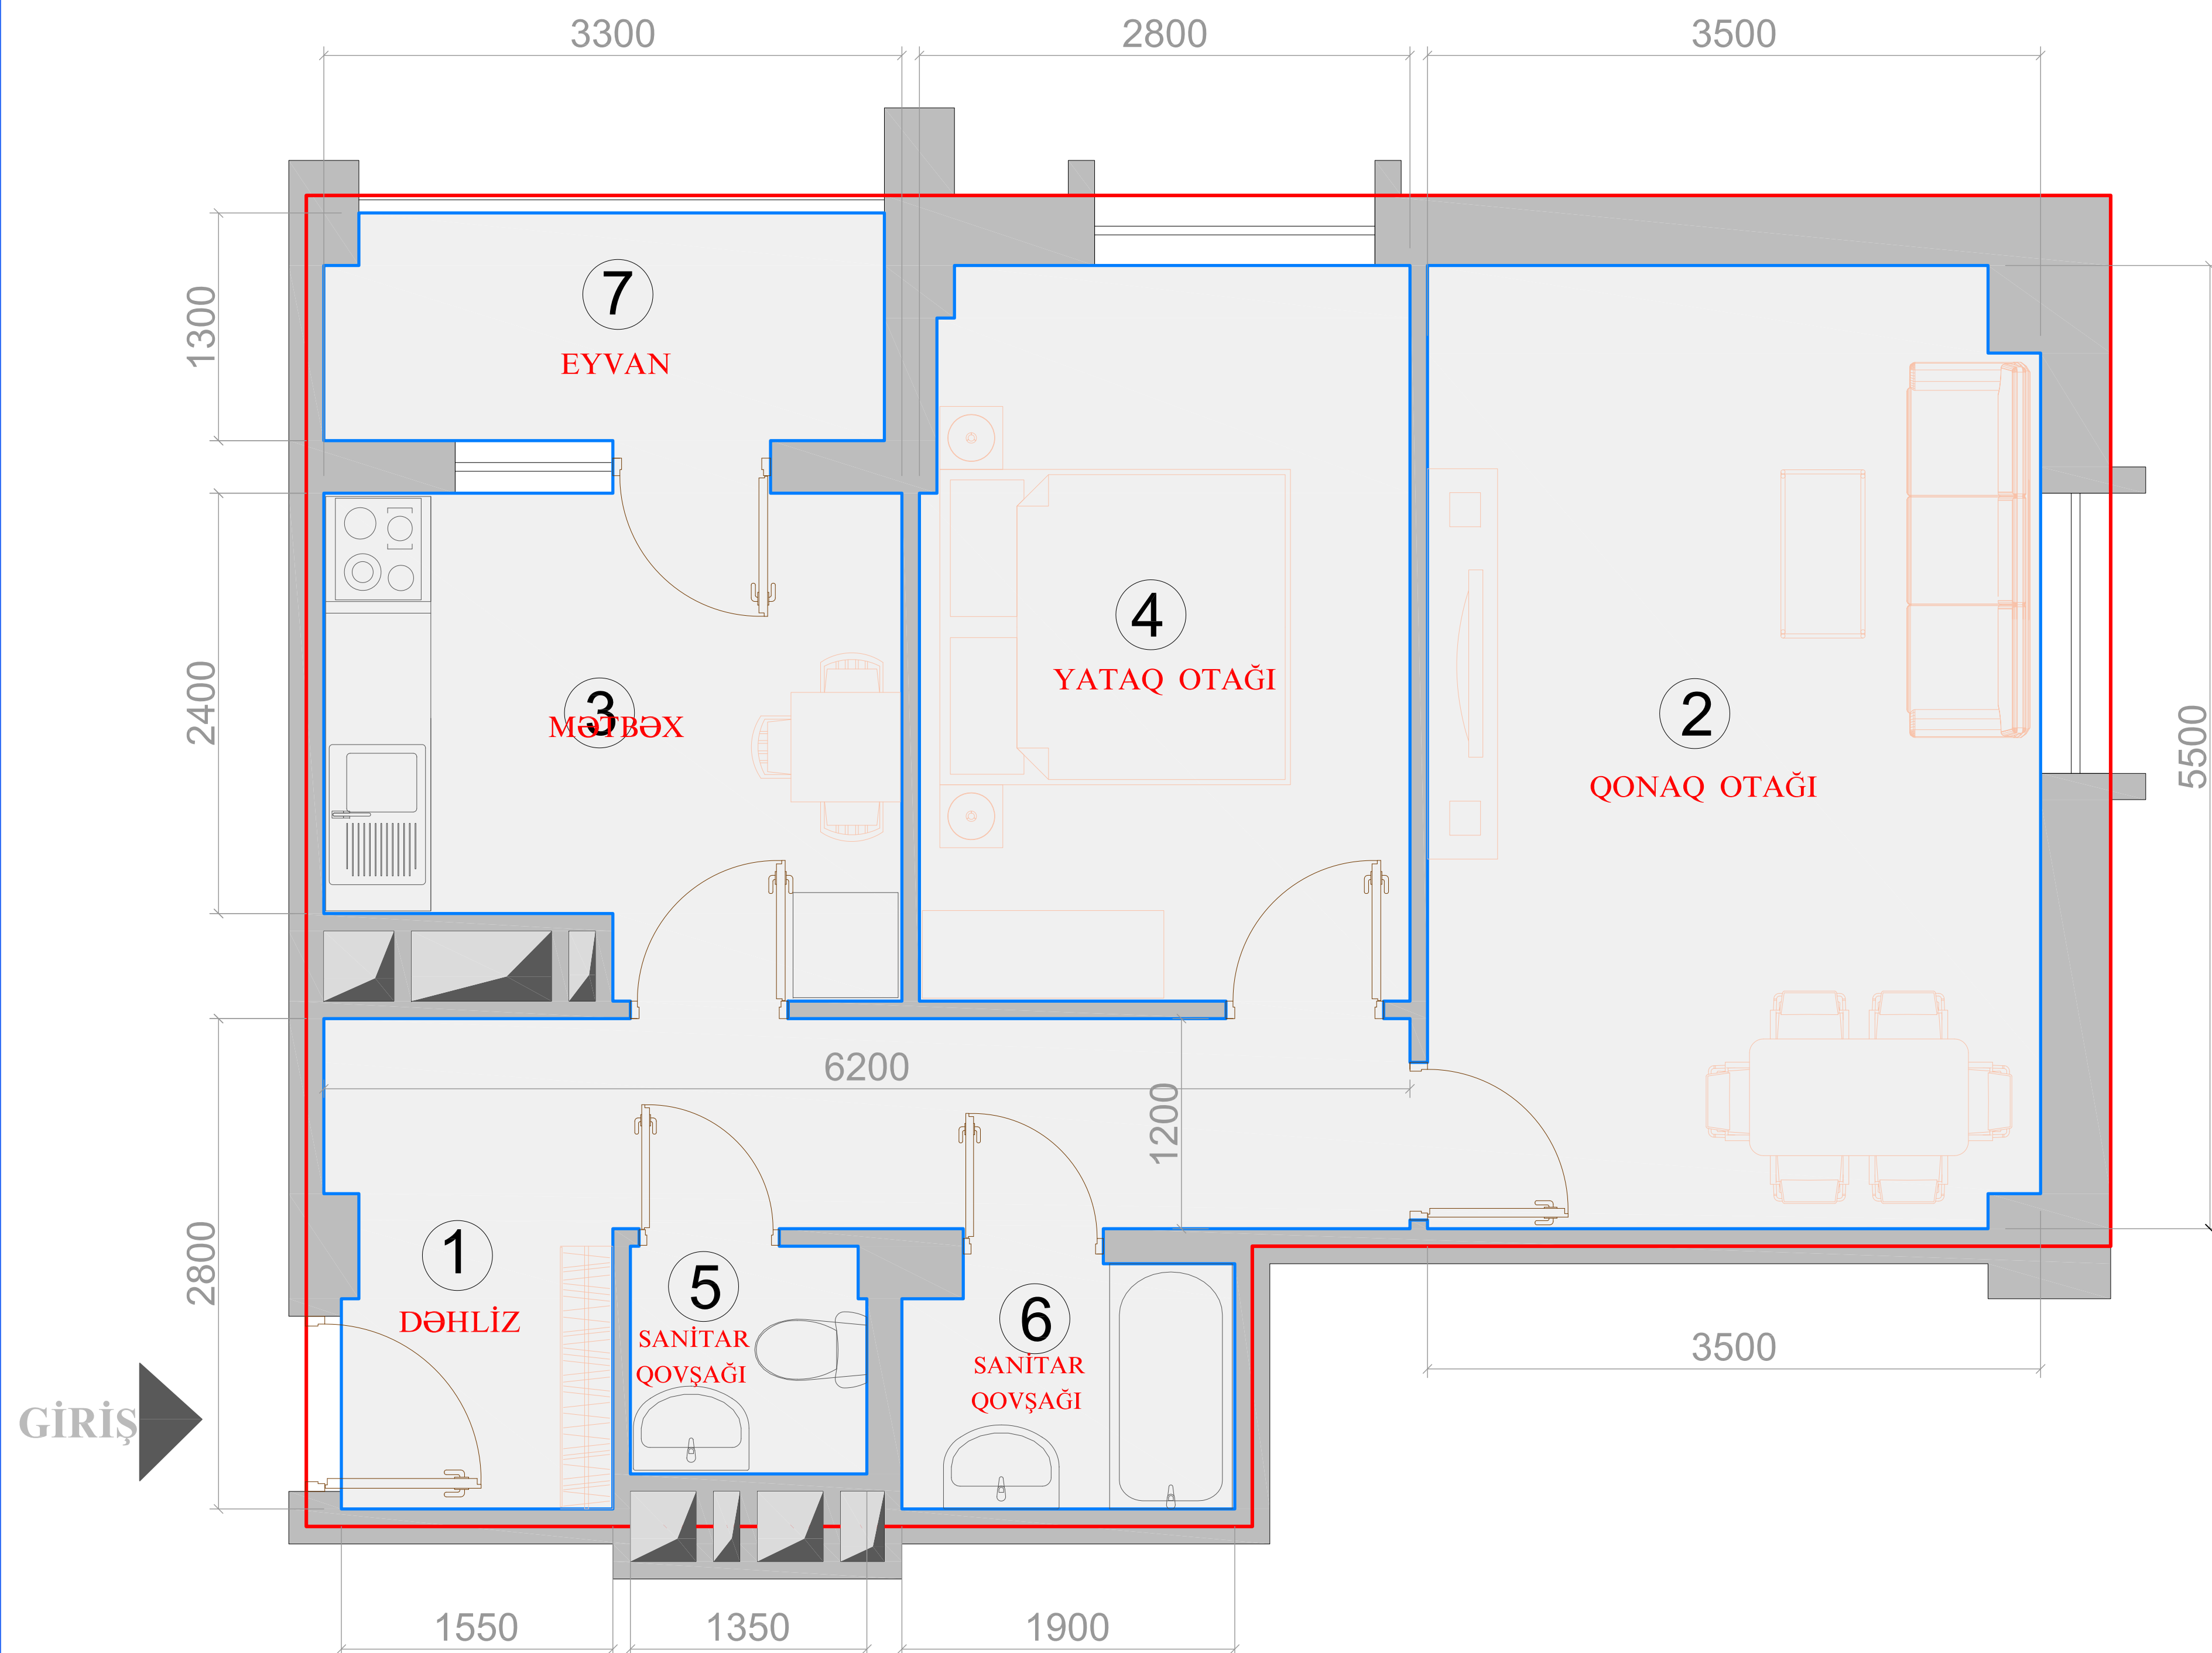 3300
2800
3500
7
EYVAN
1300
4
YATAQ OTAĞI
2
QONAQ OTAĞI
3
MƏTBƏX
2400
5500
6200
1200
1
DƏHLİZ
2800
5
SANİTAR
QOVŞAĞI
6
SANİTAR
QOVŞAĞI
3500
GİRİŞ
1550
1350
1900